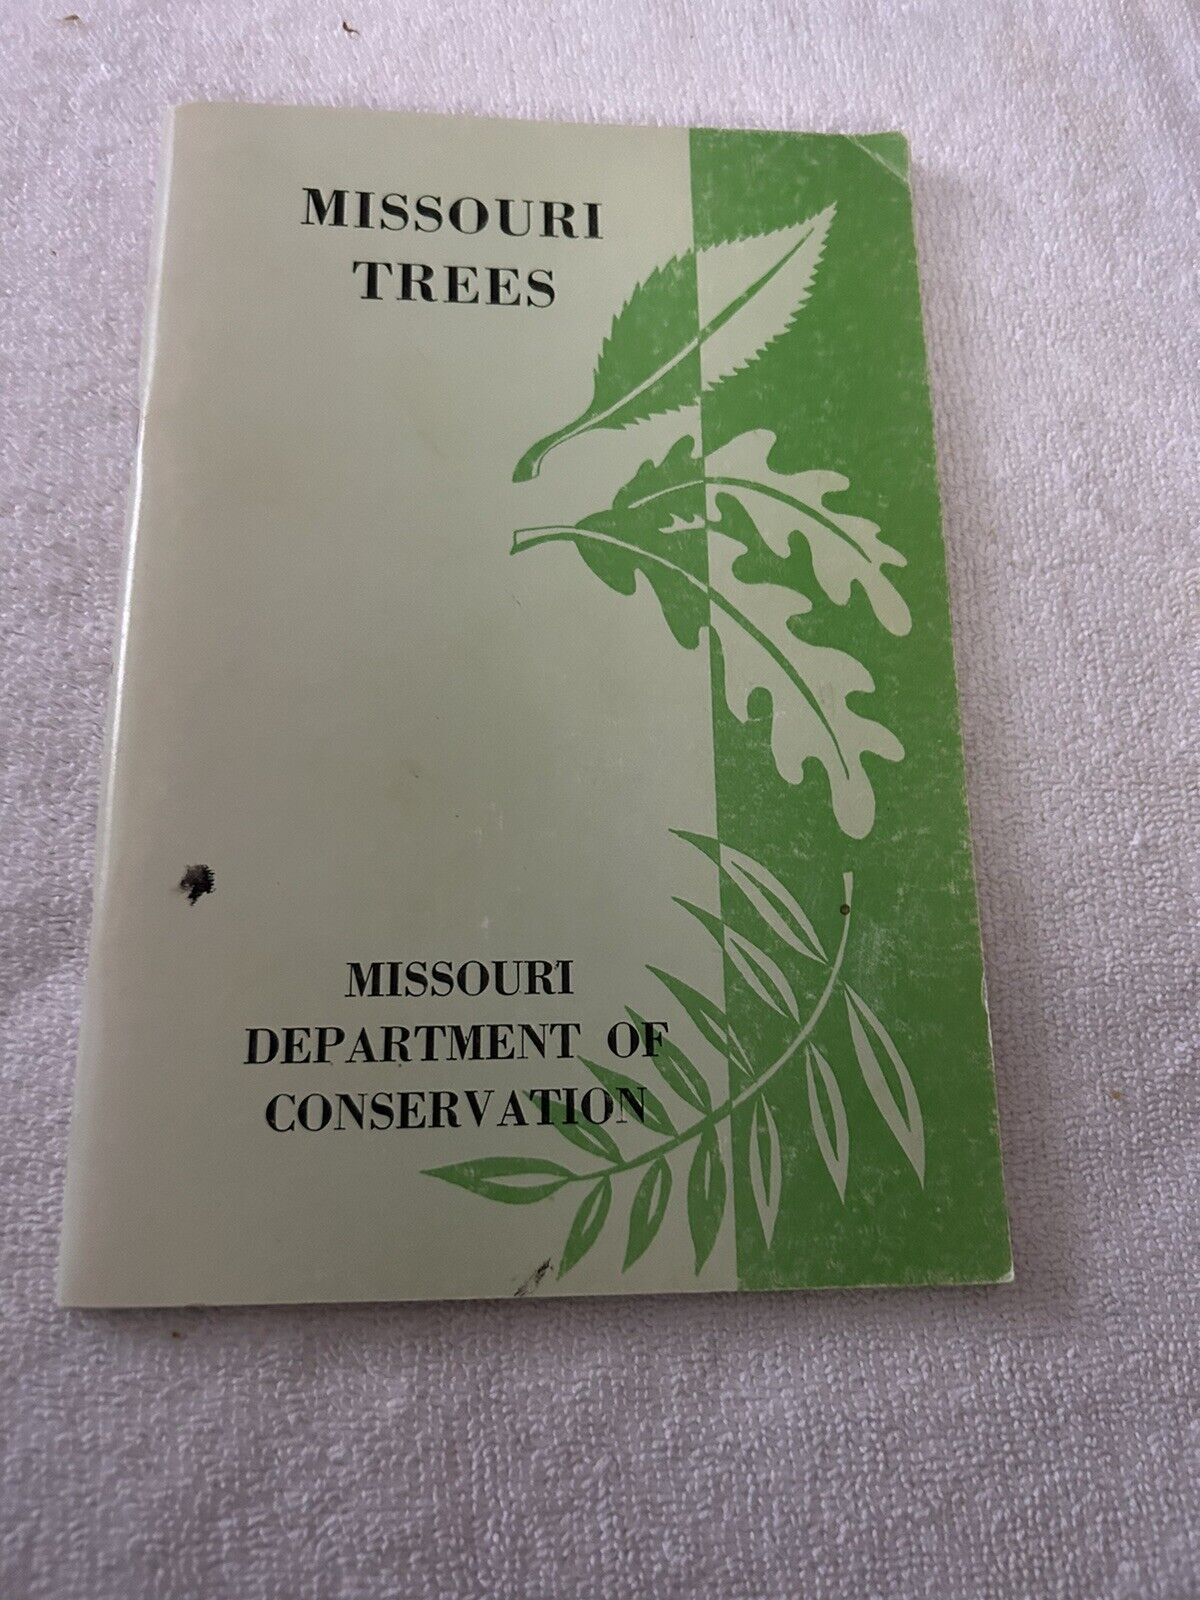 MISSOURI
TREES
MISSOURI
DEPARTMENT OF
CONSERVATION